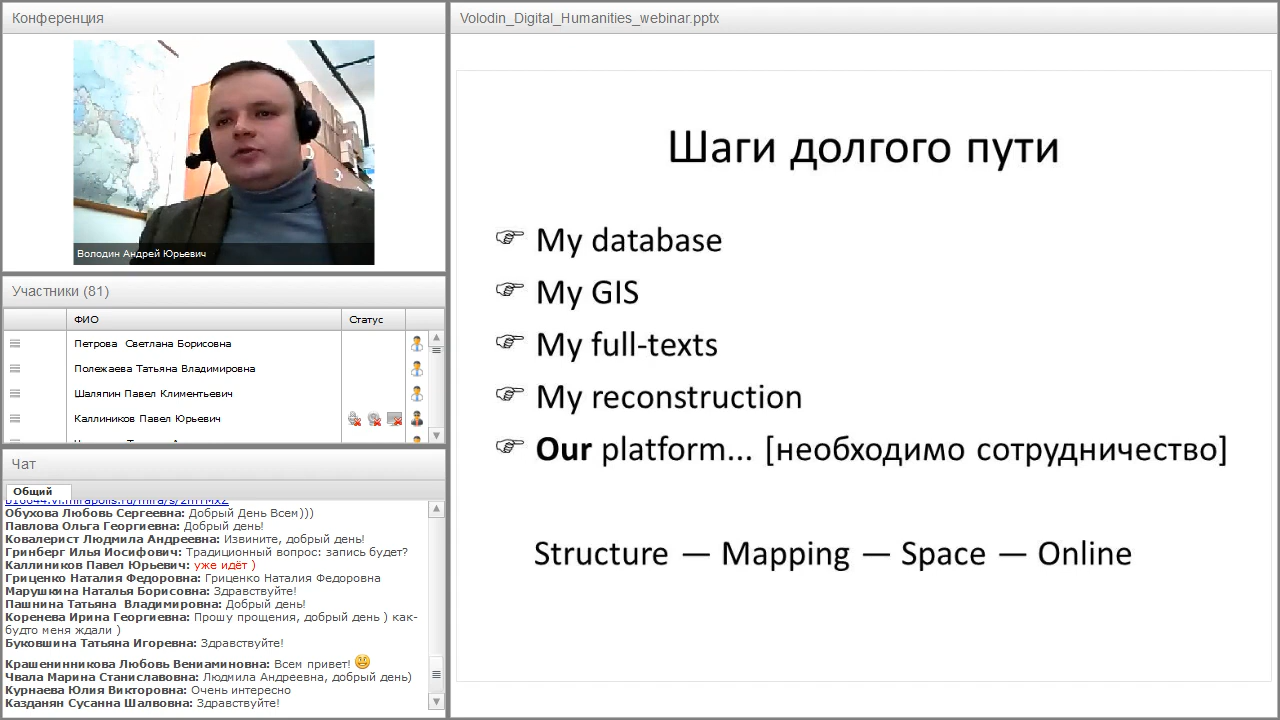 Конференция
Володин Андрей Юрьевич
Участники (81)
ФИО
Статус
Петрова Светлана Борисовна
Полежаева Татьяна Владимировна
Шаляпин Павел Климентьевич
Каллиников Павел Юрьевич
Чат
Общий
Обухова Любовь Сергеевна: Добрый День Всем)))
Павлова Ольга Георгиевна: Добрый день!
Ковалерист Людмила Андреевна: Извините, добрый день!
Гринберг Илья Иосифович: Традиционный вопрос: запись будет?
Каллиников Павел Юрьевич: уже идёт )
Гриценко Наталия Федоровна: Гриценко Наталия Федоровна
Марушкина Наталья Борисовна: Здравствуйте!
Пашнина Татьяна Владимировна: Добрый день!
Коренева Ирина Георгиевна: Прошу прощения, добрый день ) как-
будто меня ждали )
Буковшина Татьяна Игоревна: Здравствуйте!
Крашенинникова Любовь Вениаминовна: Всем привет!
Чвала Марина Станиславовна: Людмила Андреевна, добрый день)
Курнаева Юлия Викторовна: Очень интересно
Казданян Сусанна Шалвовна: Здравствуйте!
Volodin_Digital_Humanities_webinar.pptx
Шаги долгого пути
My database
My GIS
My full-texts
My reconstruction
Our platform... [необходимо сотрудничество]
Structure — Mapping — Space — Online